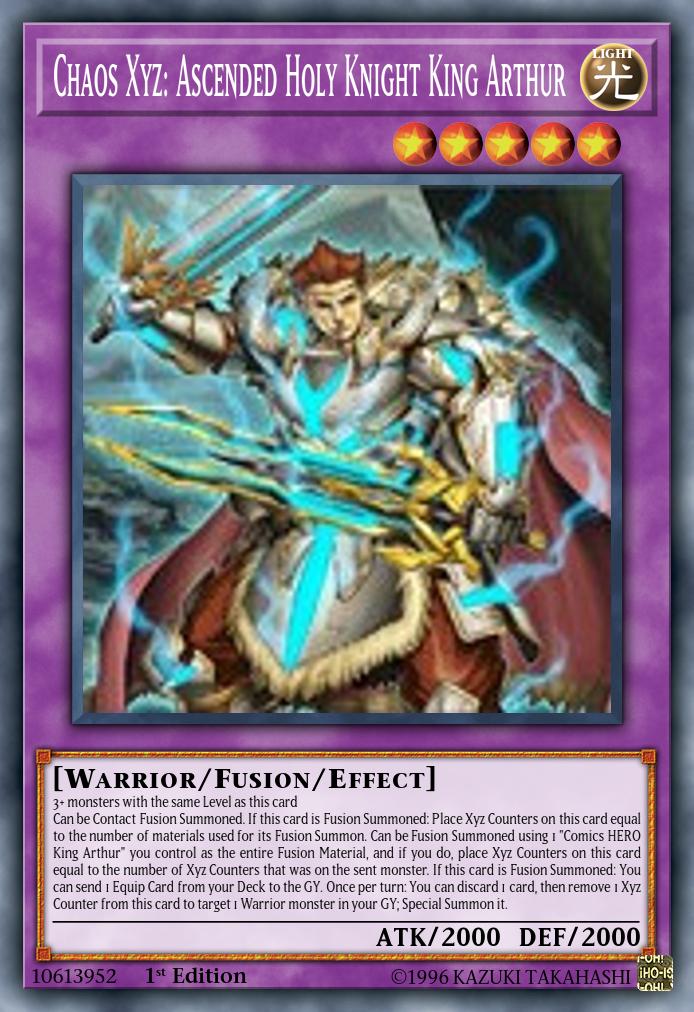 Chaos Xyz: Ascended Holy Knight King Arthur
LIGHT
光
[Warrior/Fusion/Effect]
3+ monsters with the same Level as this card
Can be Contact Fusion Summoned. If this card is Fusion Summoned: Place Xyz Counters on this card equal
to the number of materials used for its Fusion Summon. Can be Fusion Summoned using 1 "Comics HERO
King Arthur" you control as the entire Fusion Material, and if you do, place Xyz Counters on this card
equal to the number of Xyz Counters that was on the sent monster. If this card is Fusion Summoned: You
can send 1 Equip Card from your Deck to the GY. Once per turn: You can discard 1 card, then remove 1 Xyz
Counter from this card to target 1 Warrior monster in your GY; Special Summon it.
ATK/2000 DEF/2000
10613952 1st Edition ©1996 KAZUKI TAKAHASHI